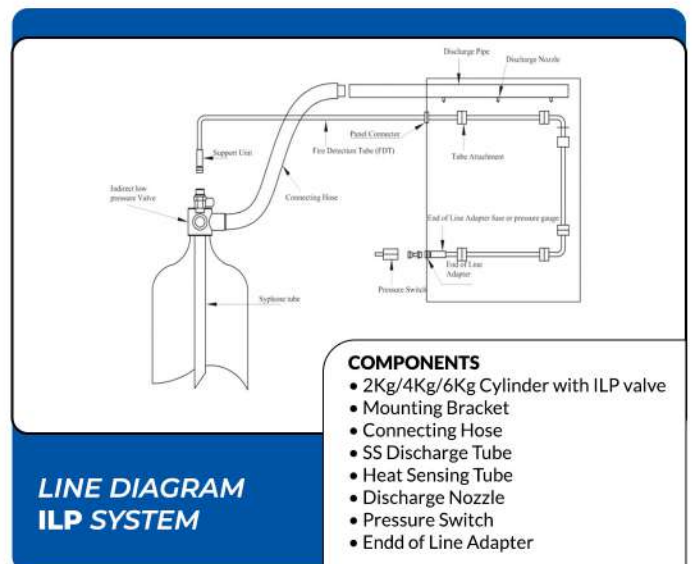 Discharge Pipe
Discharge Nozzle
Panel Connector
Fire Detection Tube (FDT)
Tube Attachment
Support Unit
Indirect low
pressure Valve
Connecting Hose
End of Line Adapter fuse or pressure gauge
End of Line
Adapter
Pressure Switch
Syphone tube
COMPONENTS
• 2Kg/4Kg/6Kg Cylinder with ILP valve
• Mounting Bracket
• Connecting Hose
• SS Discharge Tube
• Heat Sensing Tube
• Discharge Nozzle
• Pressure Switch
• Endd of Line Adapter
LINE DIAGRAM
ILP SYSTEM